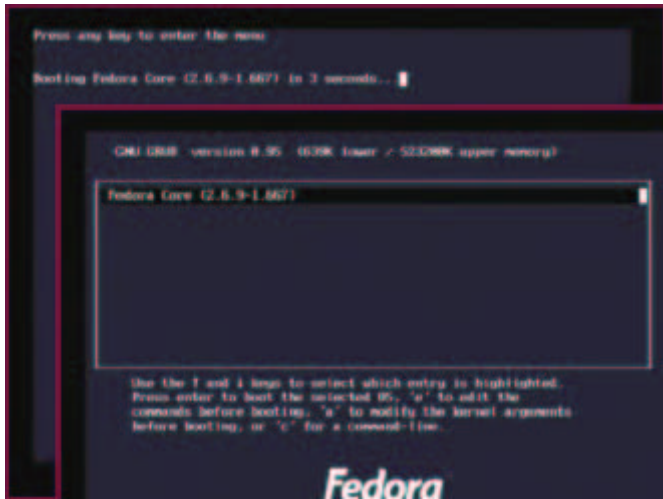 Press any key to enter the menu
Booting Fedora Core (2.6.9-1.667) in 3 seconds...
GNU GRUB version 0.95 (639K lower / 523200K upper memory)
Fedora Core (2.6.9-1.667)
Use the ↑ and ↓ keys to select which entry is highlighted.
Press enter to boot the selected OS, 'e' to edit the
commands before booting, 'a' to modify the kernel arguments
before booting, or 'c' for a command-line.
Fedora